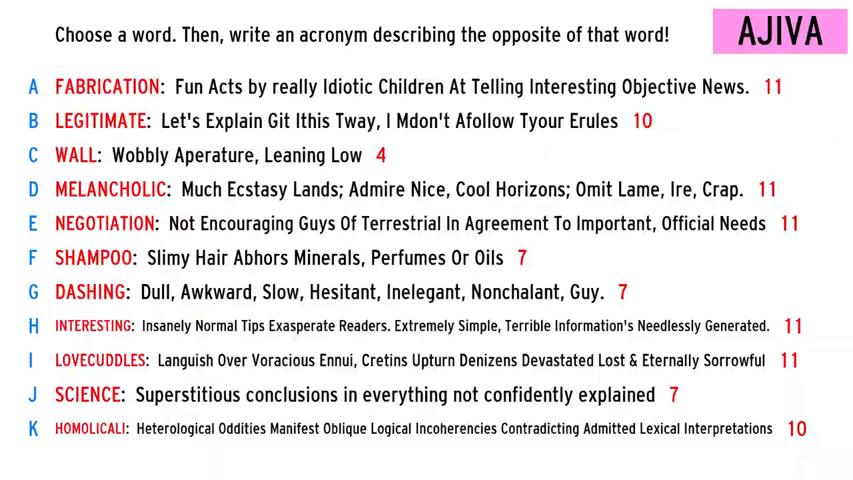 Choose a word. Then, write an acronym describing the opposite of that word!
AJIVA
A FABRICATION: Fun Acts by really Idiotic Children At Telling Interesting Objective News. 11
B LEGITIMATE: Let's Explain Git Ithis Tway, I Mdon't Afollow Tyour Erules 10
C WALL: Wobbly Aperature, Leaning Low 4
D MELANCHOLIC: Much Ecstasy Lands; Admire Nice, Cool Horizons; Omit Lame, Ire, Crap. 11
E NEGOTIATION: Not Encouraging Guys Of Terrestrial In Agreement To Important, Official Needs 11
F SHAMPOO: Slimy Hair Abhors Minerals, Perfumes Or Oils 7
G DASHING: Dull, Awkward, Slow, Hesitant, Inelegant, Nonchalant, Guy. 7
H INTERESTING: Insanely Normal Tips Exasperate Readers. Extremely Simple, Terrible Information's Needlessly Generated. 11
I LOVECUDDLES: Languish Over Voracious Ennui, Cretins Upturn Denizens Devastated Lost & Eternally Sorrowful 11
J SCIENCE: Superstitious conclusions in everything not confidently explained 7
K HOMOLICALI: Heterological Oddities Manifest Oblique Logical Incoherencies Contradicting Admitted Lexical Interpretations 10